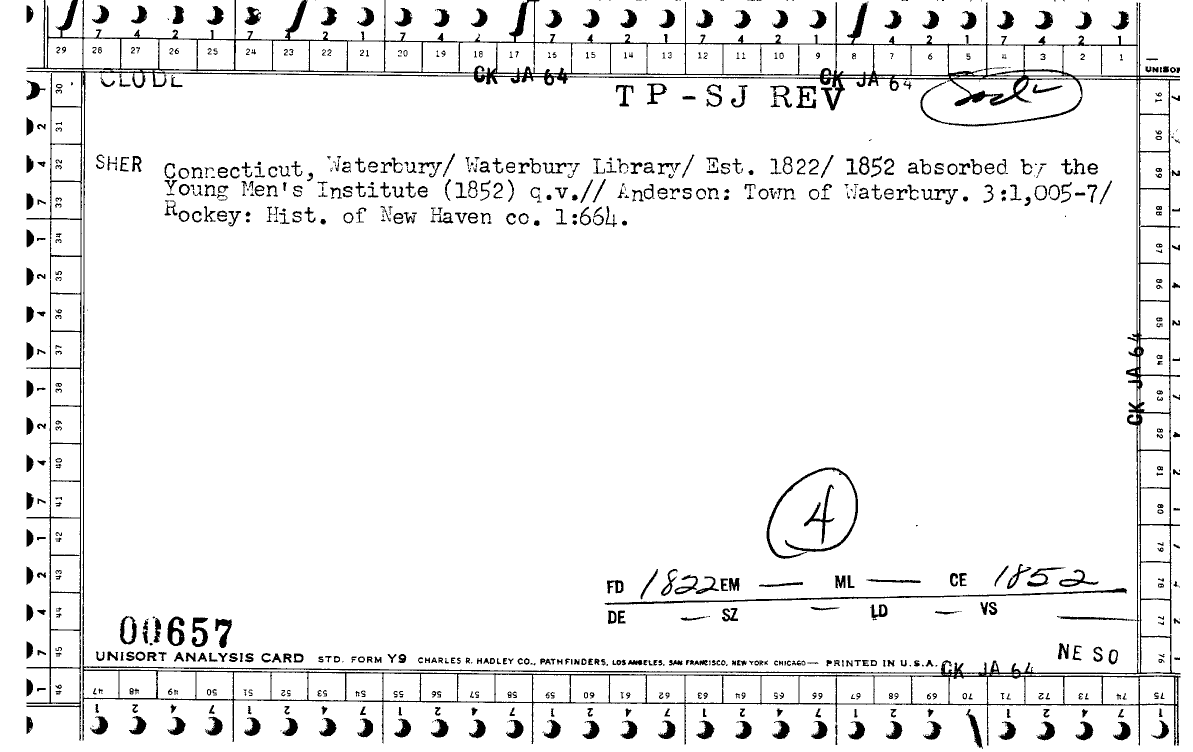 7 4 2 1 7 4 2 1 7 4 2 1 7 4 2 1 7 4 2 1 7 4 2 1
29 28 27 26 25 24 23 22 21 20 19 18 17 16 15 14 13 12 11 10 9 8 7 6 5 4 3 2 1
UNISOR
CLODE
CK JA 64
CK JA 64
TP-SJ REV
SHER Connecticut, Waterbury/ Waterbury Library/ Est. 1822/ 1852 absorbed by the
Young Men's Institute (1852) q.v.// Anderson: Town of Waterbury. 3:1,005-7/
Rockey: Hist. of New Haven co. 1:664.
30 31 32 33 34 35 36 37 38 39 40 41 42 43 44 45 46
91 90 89 88 87 86 85 84 83 82 81 80 79 78 77 76
CK JA 64
4
FD 1822 EM — ML — CE 1852
DE — SZ — LD — VS —
00657
NE SO
UNISORT ANALYSIS CARD STD. FORM Y9 CHARLES R. HADLEY CO., PATHFINDERS, LOS ANGELES, SAN FRANCISCO, NEW YORK CHICAGO — PRINTED IN U.S.A.
CK JA 64
47 48 49 50 51 52 53 54 55 56 57 58 59 60 61 62 63 64 65 66 67 68 69 70 71 72 73 74 75